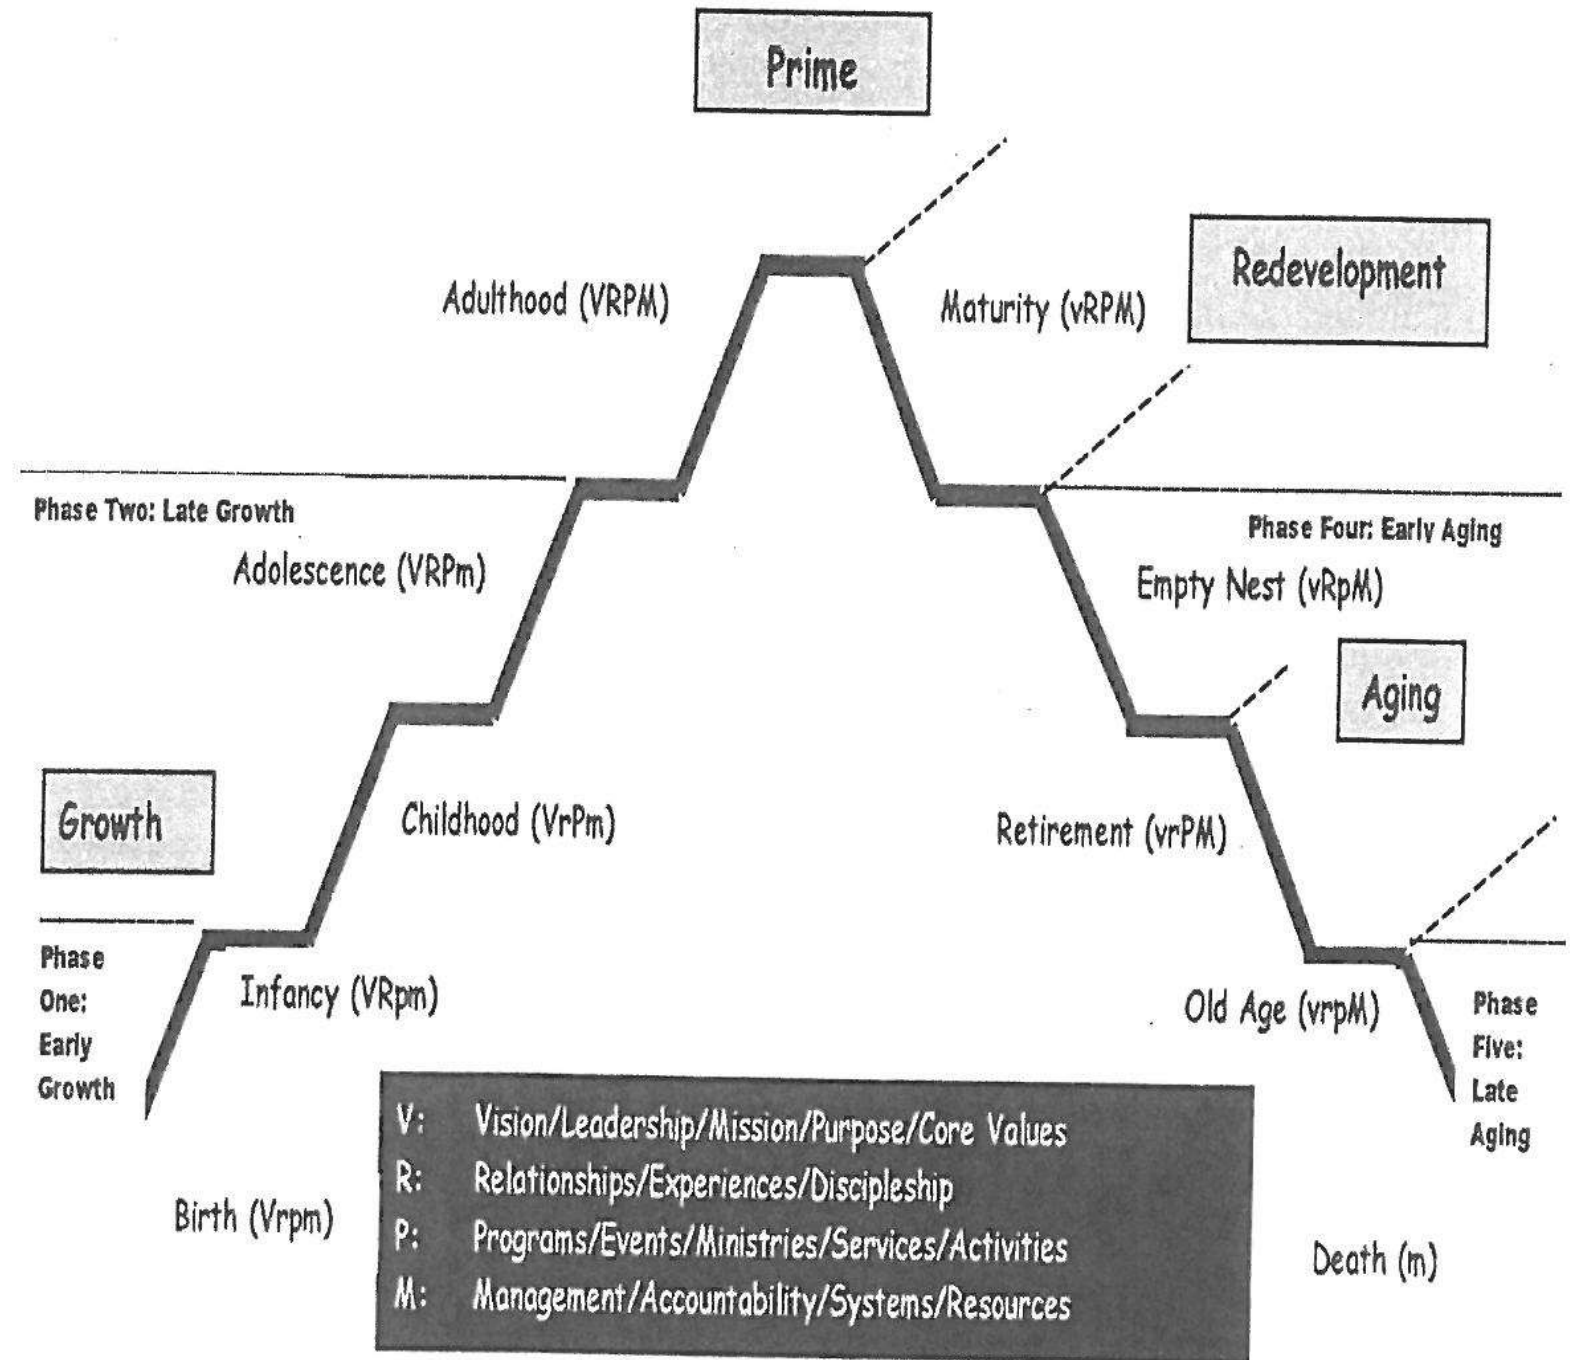 Prime
Redevelopment
Adulthood (VRPM)
Maturity (vRPM)
Phase Two: Late Growth
Phase Four: Early Aging
Adolescence (VRPm)
Empty Nest (vRpM)
Aging
Growth
Childhood (VrPm)
Retirement (vrPM)
Phase
One:
Early
Growth
Infancy (VRpm)
Old Age (vrpM)
Phase
Five:
Late
Aging
V: Vision/Leadership/Mission/Purpose/Core Values
R: Relationships/Experiences/Discipleship
P: Programs/Events/Ministries/Services/Activities
M: Management/Accountability/Systems/Resources
Birth (Vrpm)
Death (m)